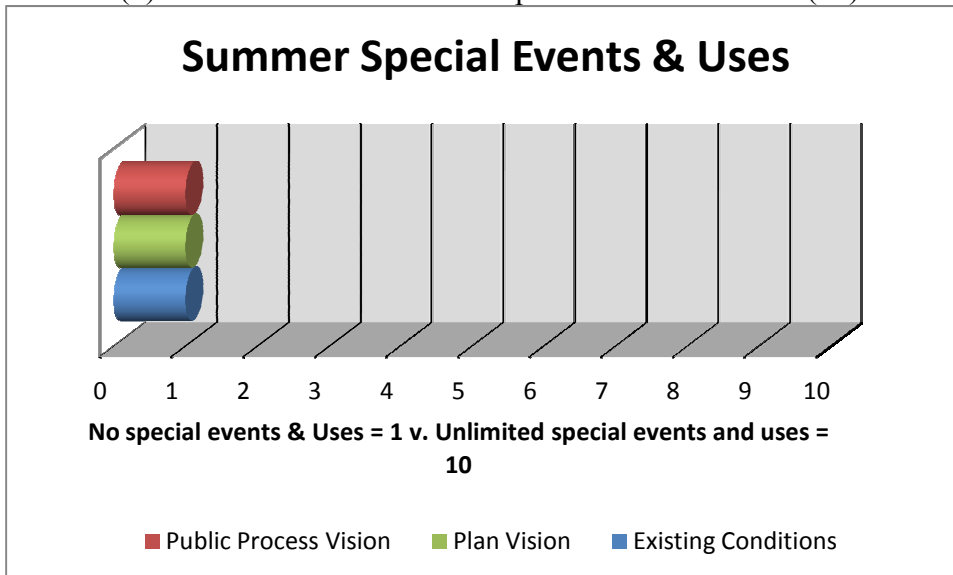 Summer Special Events & Uses
0 1 2 3 4 5 6 7 8 9 10
No special events & Uses = 1 v. Unlimited special events and uses =
10
Public Process Vision Plan Vision Existing Conditions